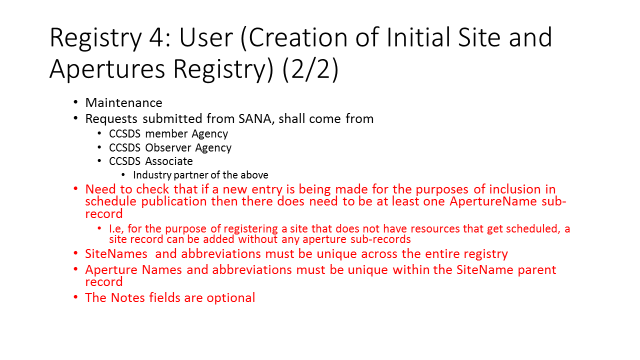 Registry 4: User (Creation of Initial Site and
Apertures Registry) (2/2)
• Maintenance
• Requests submitted from SANA, shall come from
• CCSDS member Agency
• CCSDS Observer Agency
• CCSDS Associate
• Industry partner of the above
• Need to check that if a new entry is being made for the purposes of inclusion in
schedule publication then there does need to be at least one ApertureName sub-
record
• I.e, for the purpose of registering a site that does not have resources that get scheduled, a
site record can be added without any aperture sub-records
• SiteNames and abbreviations must be unique across the entire registry
• Aperture Names and abbreviations must be unique within the SiteName parent
record
• The Notes fields are optional